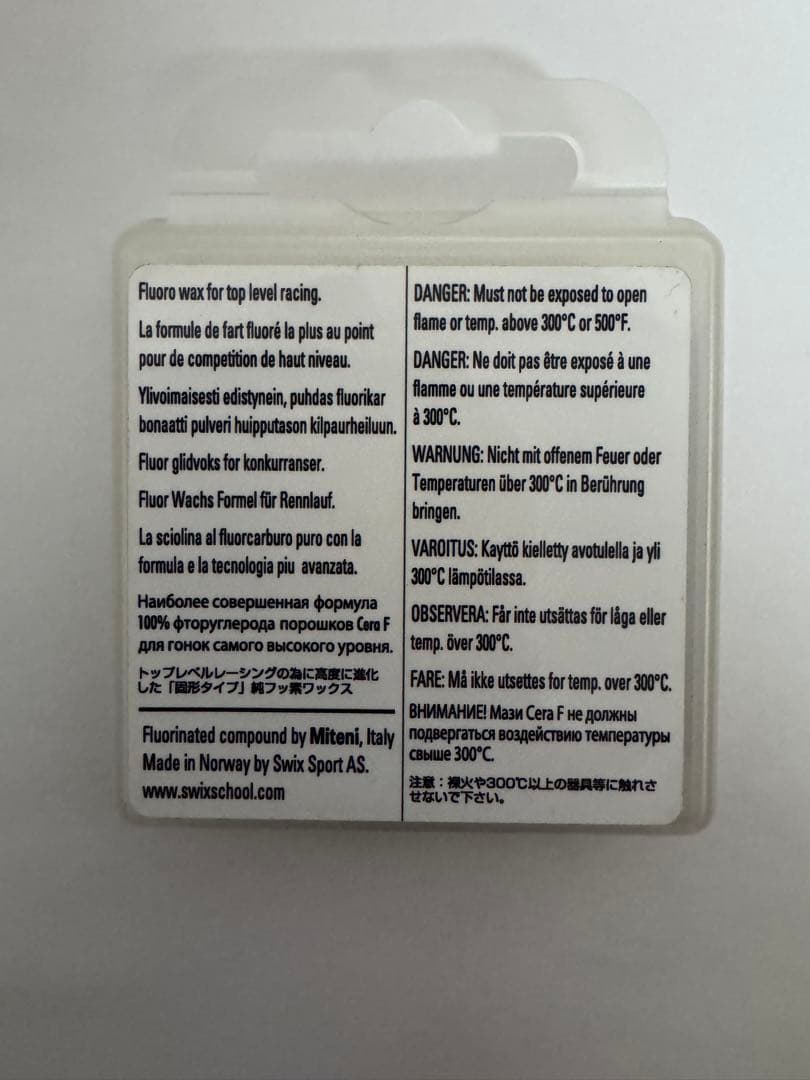 Fluoro wax for top level racing.
La formule de fart fluoré la plus au point
pour de competition de haut niveau.
Ylivoimaisesti edistynein, puhdas fluorikar
bonaatti pulveri huipputason kilpaurheiluun.
Fluor glidvoks for konkurranser.
Fluor Wachs Formel für Rennlauf.
La sciolina al fluorcarburo puro con la
formula e la tecnologia piu avanzata.
Наиболее совершенная формула
100% фторуглерода порошков Cera F
для гонок самого высокого уровня.
トップレベルレーシングの為に高度に進化
した「固形タイプ」純フッ素ワックス
Fluorinated compound by Miteni, Italy
Made in Norway by Swix Sport AS.
www.swixschool.com
DANGER: Must not be exposed to open
flame or temp. above 300°C or 500°F.
DANGER: Ne doit pas être exposé à une
flamme ou une température supérieure
à 300°C.
WARNUNG: Nicht mit offenem Feuer oder
Temperaturen über 300°C in Berührung
bringen.
VAROITUS: Kayttö kielletty avotulella ja yli
300°C lämpötilassa.
OBSERVERA: Får inte utsättas för låga eller
temp. över 300°C.
FARE: Må ikke utsettes for temp. over 300°C.
ВНИМАНИЕ! Мази Cera F не должны
подвергаться воздействию температуры
свыше 300°C.
注意：裸火や300℃以上の器具等に触れさ
せないで下さい。